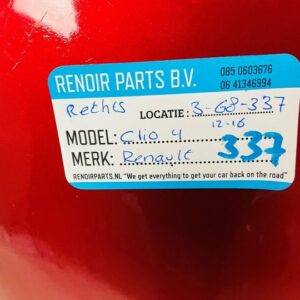 RENOIR PARTS B.V. 085 0603676
06 41346994
Rechts LOCATIE: 3-G8-337
12-16
MODEL: Clio 4
MERK: Renault 337
RENOIRPARTS.NL "We get everything to get your car back on the road"